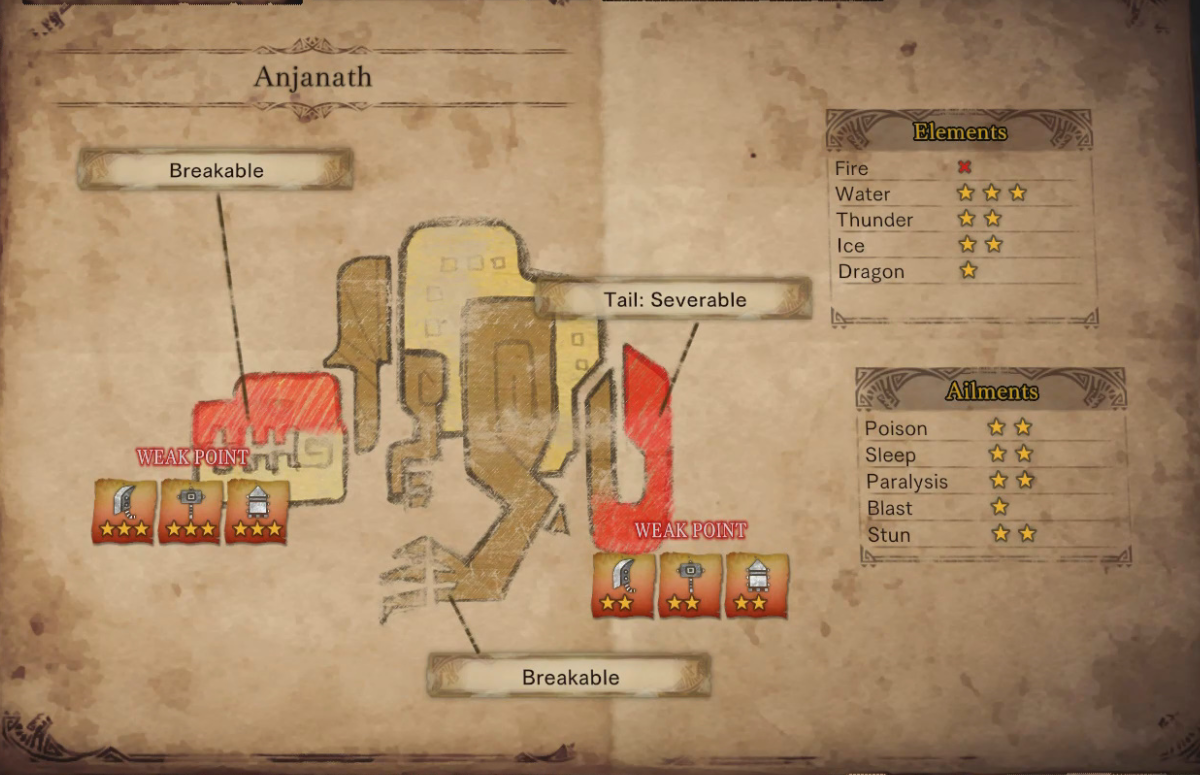 Anjanath
Breakable
Tail: Severable
WEAK POINT
WEAK POINT
Breakable
Elements
Fire
Water
Thunder
Ice
Dragon
Ailments
Poison
Sleep
Paralysis
Blast
Stun